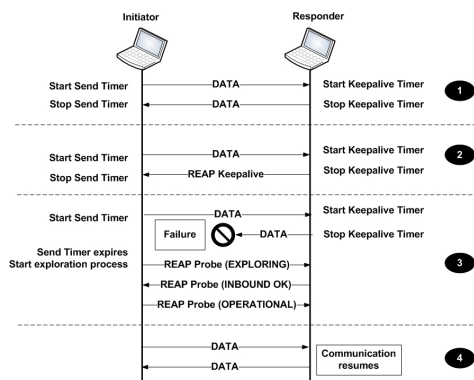 Initiator
Responder
Start Send Timer
DATA
Start Keepalive Timer
1
Stop Send Timer
DATA
Stop Keepalive Timer
Start Send Timer
DATA
Start Keepalive Timer
2
Stop Send Timer
REAP Keepalive
Stop Keepalive Timer
Start Send Timer
DATA
Start Keepalive Timer
Failure
DATA
Stop Keepalive Timer
Send Timer expires
Start exploration process
REAP Probe (EXPLORING)
3
REAP Probe (INBOUND OK)
REAP Probe (OPERATIONAL)
DATA
DATA
Communication
resumes
4